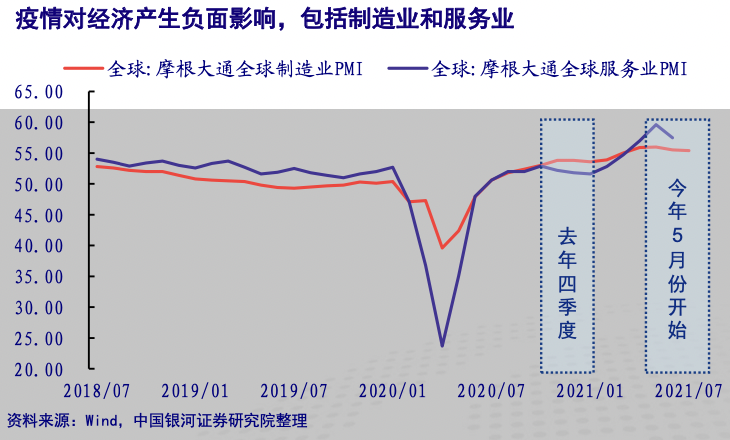 疫情对经济产生负面影响，包括制造业和服务业
全球:摩根大通全球制造业PMI
全球:摩根大通全球服务业PMI
65.00
60.00
55.00
50.00
45.00
40.00
35.00
30.00
25.00
20.00
去年四季度
今年5月份开始
2018/07
2019/01
2019/07
2020/01
2020/07
2021/01
2021/07
资料来源：Wind，中国银河证券研究院整理